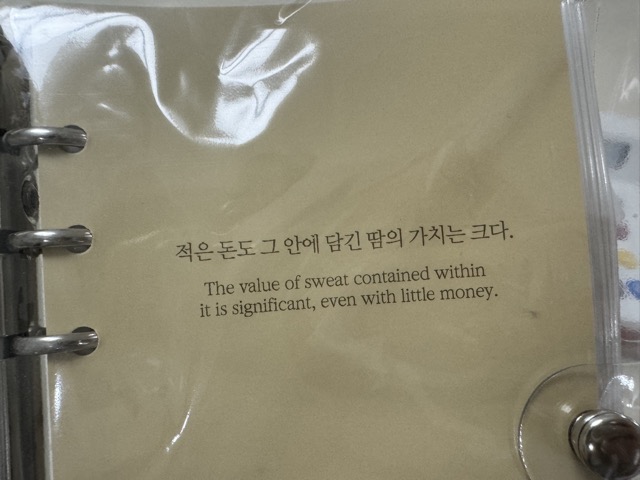 적은 돈도 그 안에 담긴 땀의 가치는 크다.
The value of sweat contained within
it is significant, even with little money.